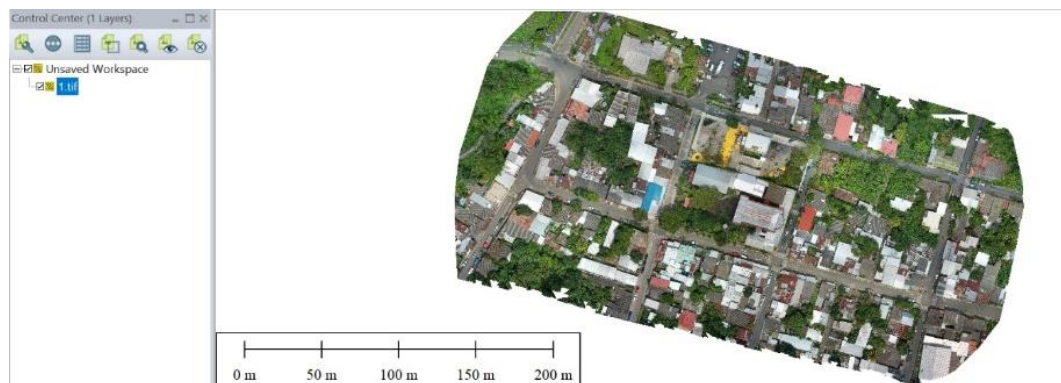 Control Center (1 Layers)
Unsaved Workspace
1.tif
0 m 50 m 100 m 150 m 200 m